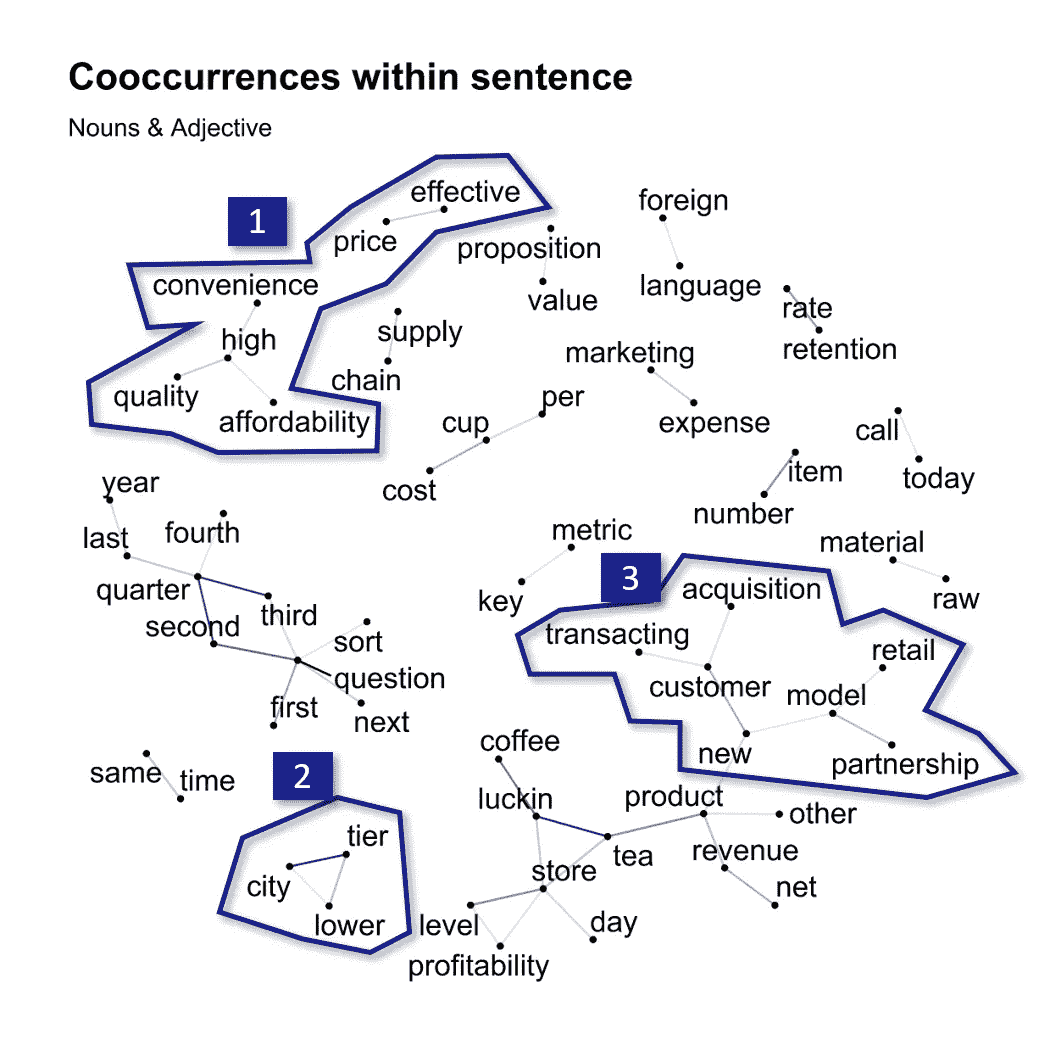 Cooccurrences within sentence
Nouns & Adjective
effective
foreign
1
price
proposition
convenience
language
value
rate
supply
high
retention
marketing
chain
quality
per
affordability
cup
expense
call
item
today
year
cost
number
fourth
metric
last
material
3
quarter
acquisition
key
raw
third
second
transacting
sort
retail
question
customer
model
first
next
coffee
new
partnership
same
time
2
luckin
product
other
tier
tea
revenue
store
city
net
lower
level
day
profitability